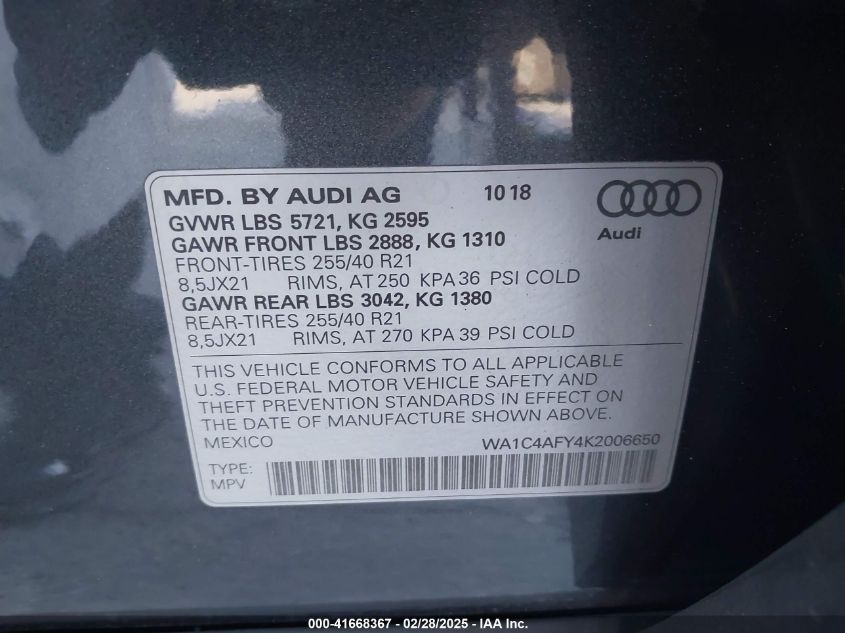 MFD. BY AUDI AG 10 18
GVWR LBS 5721, KG 2595
GAWR FRONT LBS 2888, KG 1310
FRONT-TIRES 255/40 R21
8,5JX21 RIMS, AT 250 KPA 36 PSI COLD
GAWR REAR LBS 3042, KG 1380
REAR-TIRES 255/40 R21
8,5JX21 RIMS, AT 270 KPA 39 PSI COLD
Audi
THIS VEHICLE CONFORMS TO ALL APPLICABLE
U.S. FEDERAL MOTOR VEHICLE SAFETY AND
THEFT PREVENTION STANDARDS IN EFFECT ON
THE DATE OF MANUFACTURE SHOWN ABOVE.
MEXICO WA1C4AFY4K2006650
TYPE:
MPV
000-41668367 - 02/28/2025 - IAA Inc.